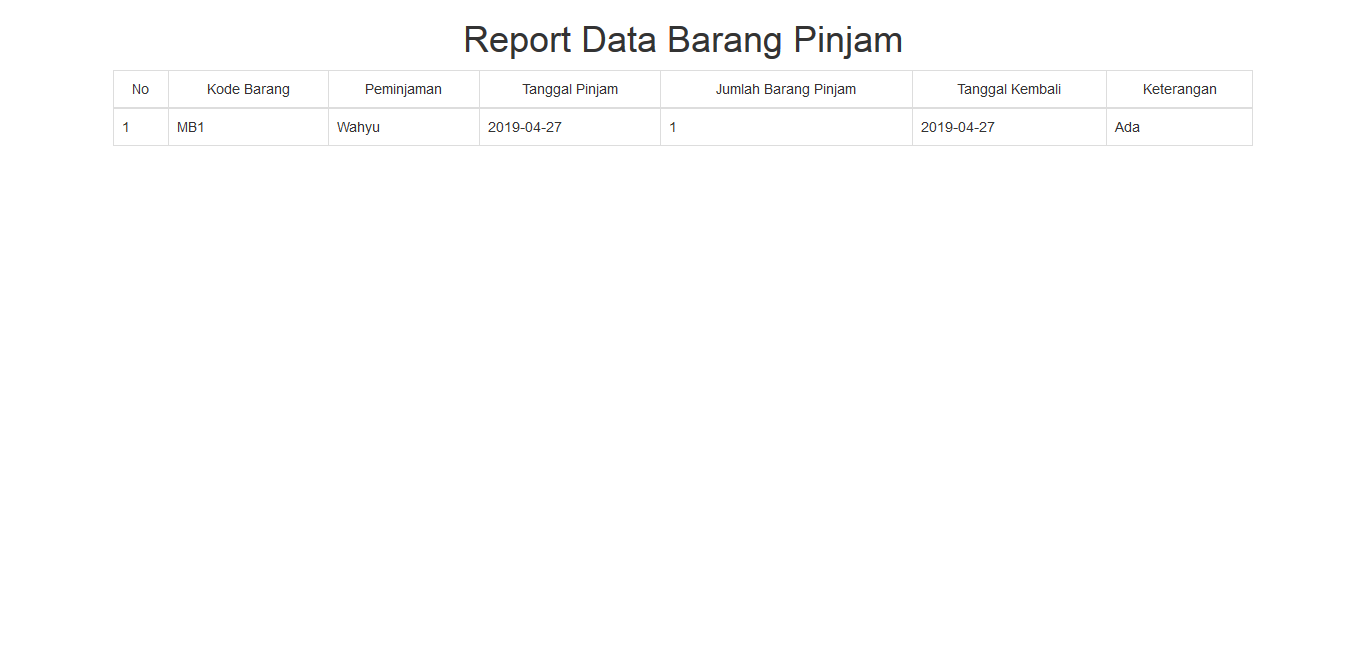 Report Data Barang Pinjam
No Kode Barang Peminjaman Tanggal Pinjam Jumlah Barang Pinjam Tanggal Kembali Keterangan
1 MB1 Wahyu 2019-04-27 1 2019-04-27 Ada